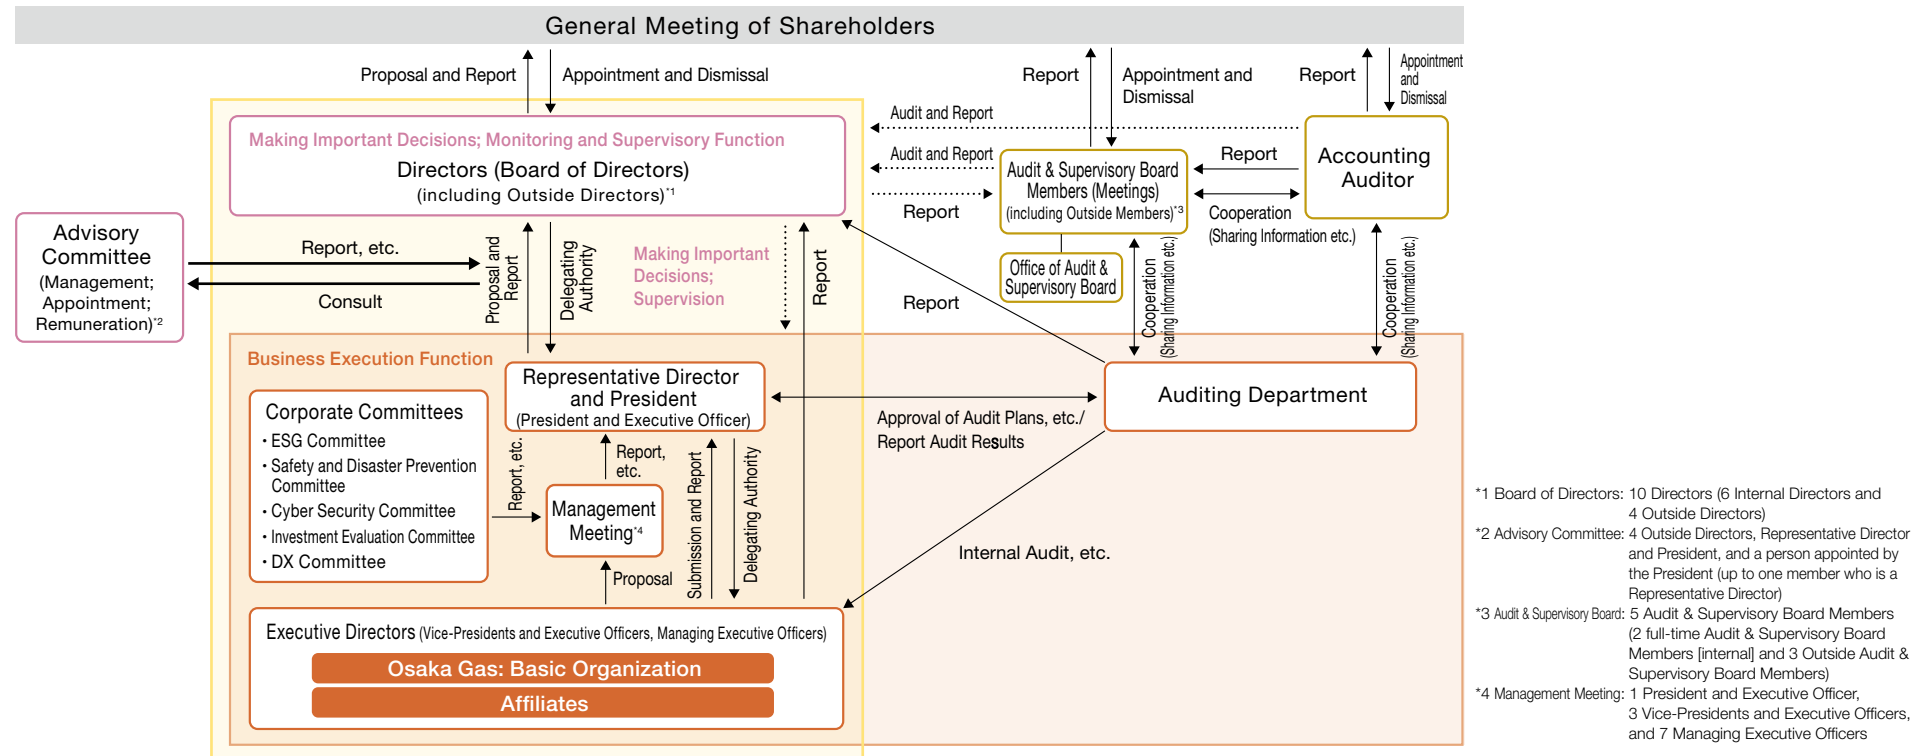 General Meeting of Shareholders
Proposal and Report
Appointment and Dismissal
Report
Appointment and
Dismissal
Report
Appointment
and
Dismissal
Making Important Decisions; Monitoring and Supervisory Function
Directors (Board of Directors)
(including Outside Directors)*1
Audit and Report
Audit and Report
Report
Audit & Supervisory Board
Members (Meetings)
(including Outside Members)*3
Office of Audit &
Supervisory Board
Report
Cooperation
(Sharing Information etc.)
Accounting
Auditor
Advisory
Committee
(Management;
Appointment;
Remuneration)*2
Report, etc.
Consult
Proposal and
Report
Delegating
Authority
Making Important
Decisions;
Supervision
Report
Report
Cooperation
(Sharing Information etc.)
Cooperation
(Sharing Information etc.)
Business Execution Function
Representative Director
and President
(President and Executive Officer)
Approval of Audit Plans, etc./
Report Audit Results
Auditing Department
Corporate Committees
・ESG Committee
・Safety and Disaster Prevention
Committee
・Cyber Security Committee
・Investment Evaluation Committee
・DX Committee
Report, etc.
Report,
etc.
Management
Meeting*4
Proposal
Submission and Report
Delegating Authority
Internal Audit, etc.
Executive Directors (Vice-Presidents and Executive Officers, Managing Executive Officers)
Osaka Gas: Basic Organization
Affiliates
*1 Board of Directors: 10 Directors (6 Internal Directors and
4 Outside Directors)
*2 Advisory Committee: 4 Outside Directors, Representative Director
and President, and a person appointed by
the President (up to one member who is a
Representative Director)
*3 Audit & Supervisory Board: 5 Audit & Supervisory Board Members
(2 full-time Audit & Supervisory Board
Members [internal] and 3 Outside Audit &
Supervisory Board Members)
*4 Management Meeting: 1 President and Executive Officer,
3 Vice-Presidents and Executive Officers,
and 7 Managing Executive Officers